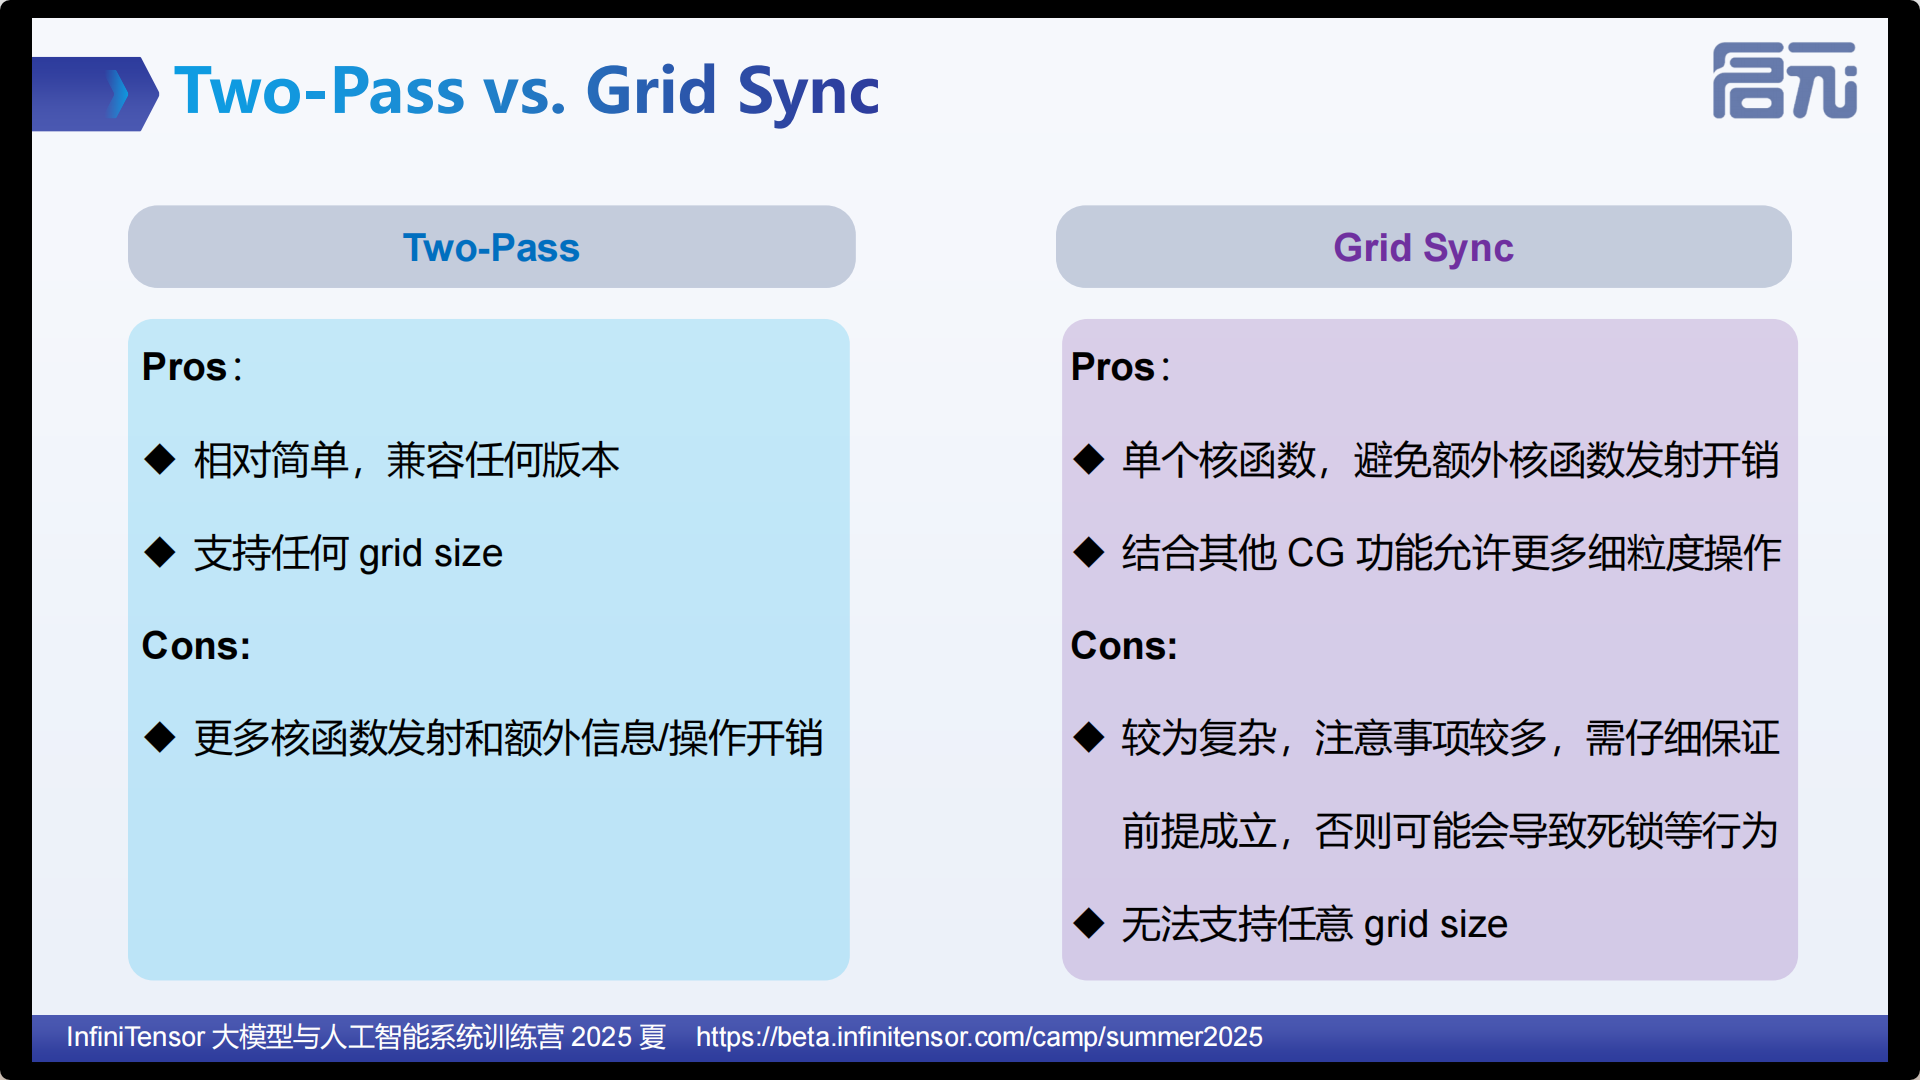 Two-Pass vs. Grid Sync
启元
Two-Pass
Pros：
◆ 相对简单，兼容任何版本
◆ 支持任何 grid size
Cons:
◆ 更多核函数发射和额外信息/操作开销
Grid Sync
Pros：
◆ 单个核函数，避免额外核函数发射开销
◆ 结合其他 CG 功能允许更多细粒度操作
Cons:
◆ 较为复杂，注意事项较多，需仔细保证
前提成立，否则可能会导致死锁等行为
◆ 无法支持任意 grid size
InfiniTensor 大模型与人工智能系统训练营 2025 夏 https://beta.infinitensor.com/camp/summer2025